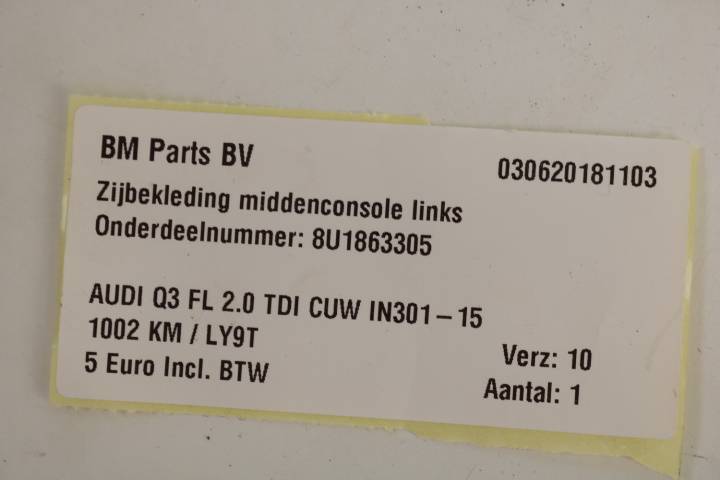 BM Parts BV
030620181103
Zijbekleding middenconsole links
Onderdeelnummer: 8U1863305
AUDI Q3 FL 2.0 TDI CUW IN301-15
1002 KM / LY9T
Verz: 10
5 Euro Incl. BTW
Aantal: 1